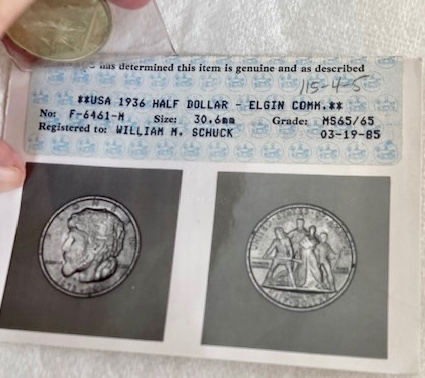 has determined this item is genuine and as described
115-4-5
**USA 1936 HALF DOLLAR - ELGIN COMM.**
No: F-6461-M Size: 30.6mm Grade: MS65/65
Registered to: WILLIAM M. SCHUCK 03-19-85